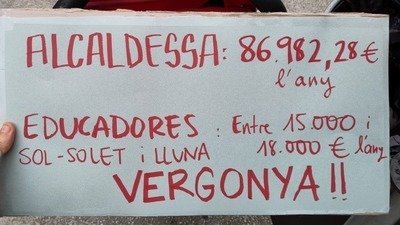 ALCALDESSA: 86.982,28€
l'any
EDUCADORES : Entre 15.000 i
SOL-SOLET i LLUNA 18.000 € l'any
VERGONYA!!